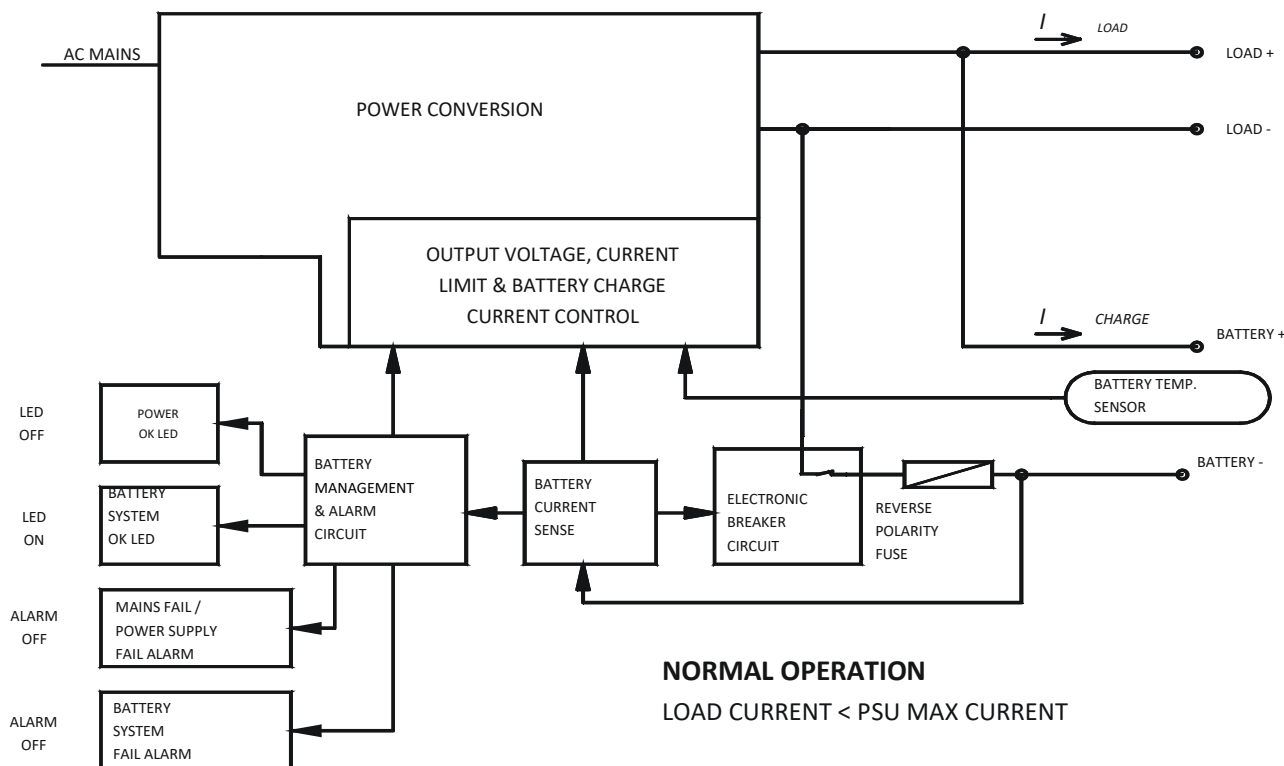 I LOAD
LOAD +
AC MAINS
POWER CONVERSION
LOAD -
OUTPUT VOLTAGE, CURRENT
LIMIT & BATTERY CHARGE
CURRENT CONTROL
I CHARGE
BATTERY +
BATTERY TEMP.
SENSOR
LED
OFF
POWER
OK LED
BATTERY
MANAGEMENT
& ALARM
CIRCUIT
BATTERY
CURRENT
SENSE
ELECTRONIC
BREAKER
CIRCUIT
REVERSE
POLARITY
FUSE
BATTERY -
LED
ON
BATTERY
SYSTEM
OK LED
ALARM
OFF
MAINS FAIL /
POWER SUPPLY
FAIL ALARM
NORMAL OPERATION
LOAD CURRENT < PSU MAX CURRENT
ALARM
OFF
BATTERY
SYSTEM
FAIL ALARM